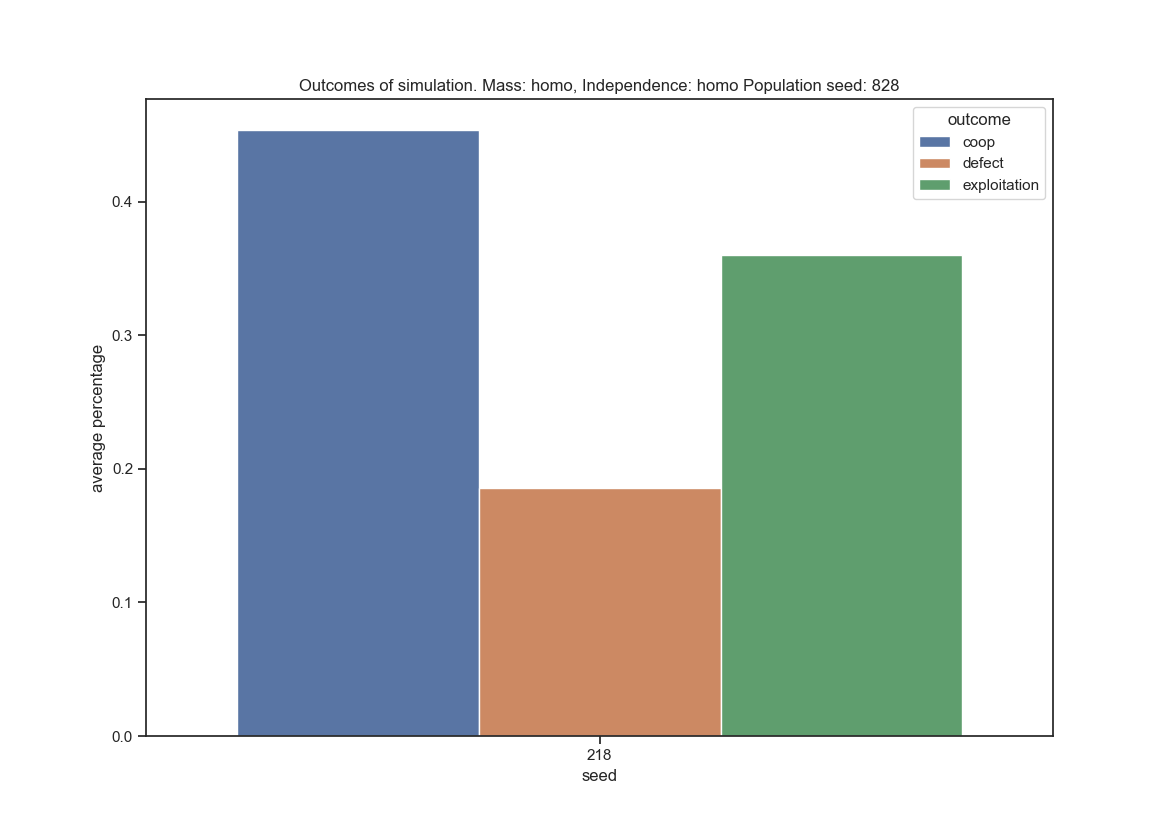 Outcomes of simulation. Mass: homo, Independence: homo Population seed: 828
outcome
coop
defect
exploitation
average percentage
0.4
0.3
0.2
0.1
0.0
218
seed